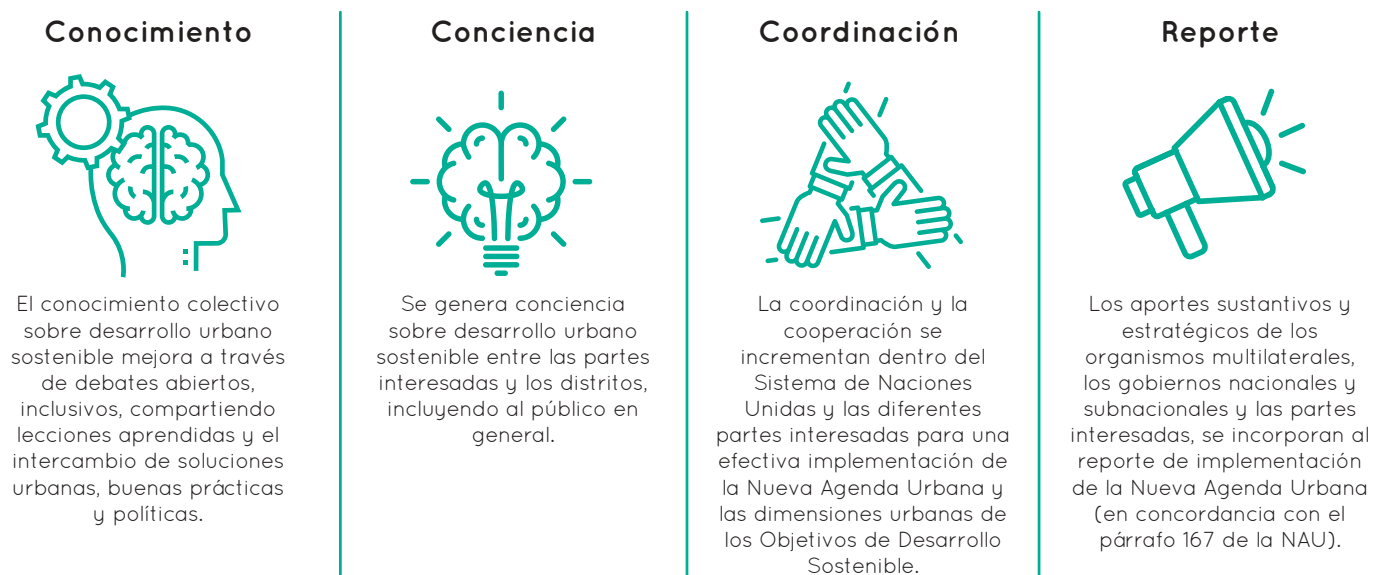 Conocimiento
El conocimiento colectivo
sobre desarrollo urbano
sostenible mejora a través
de debates abiertos,
inclusivos, compartiendo
lecciones aprendidas y el
intercambio de soluciones
urbanas, buenas prácticas
y políticas.
Conciencia
Se genera conciencia
sobre desarrollo urbano
sostenible entre las partes
interesadas y los distritos,
incluyendo al público en
general.
Coordinación
La coordinación y la
cooperación se
incrementan dentro del
Sistema de Naciones
Unidas y las diferentes
partes interesadas para una
efectiva implementación de
la Nueva Agenda Urbana y
las dimensiones urbanas de
los Objetivos de Desarrollo
Sostenible.
Reporte
Los aportes sustantivos y
estratégicos de los
organismos multilaterales,
los gobiernos nacionales y
subnacionales y las partes
interesadas, se incorporan al
reporte de implementación
de la Nueva Agenda Urbana
(en concordancia con el
párrafo 167 de la NAU).